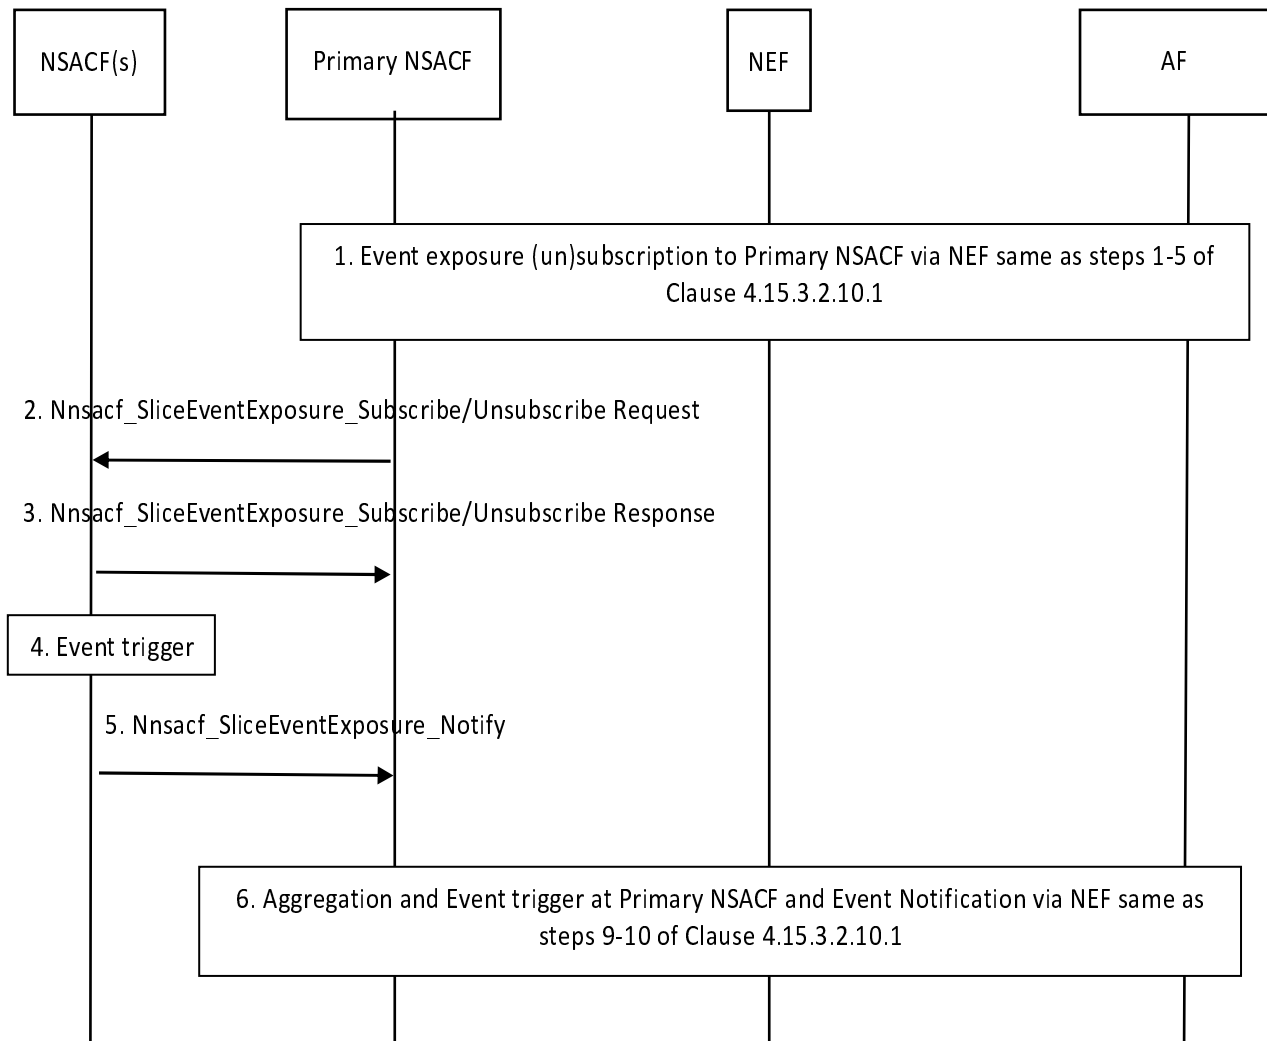 NSACF(s)
Primary NSACF
NEF
AF
1. Event exposure (un)subscription to Primary NSACF via NEF same as steps 1-5 of
Clause 4.15.3.2.10.1
2. Nnsacf_SliceEventExposure_Subscribe/Unsubscribe Request
3. Nnsacf_SliceEventExposure_Subscribe/Unsubscribe Response
4. Event trigger
5. Nnsacf_SliceEventExposure_Notify
6. Aggregation and Event trigger at Primary NSACF and Event Notification via NEF same as
steps 9-10 of Clause 4.15.3.2.10.1